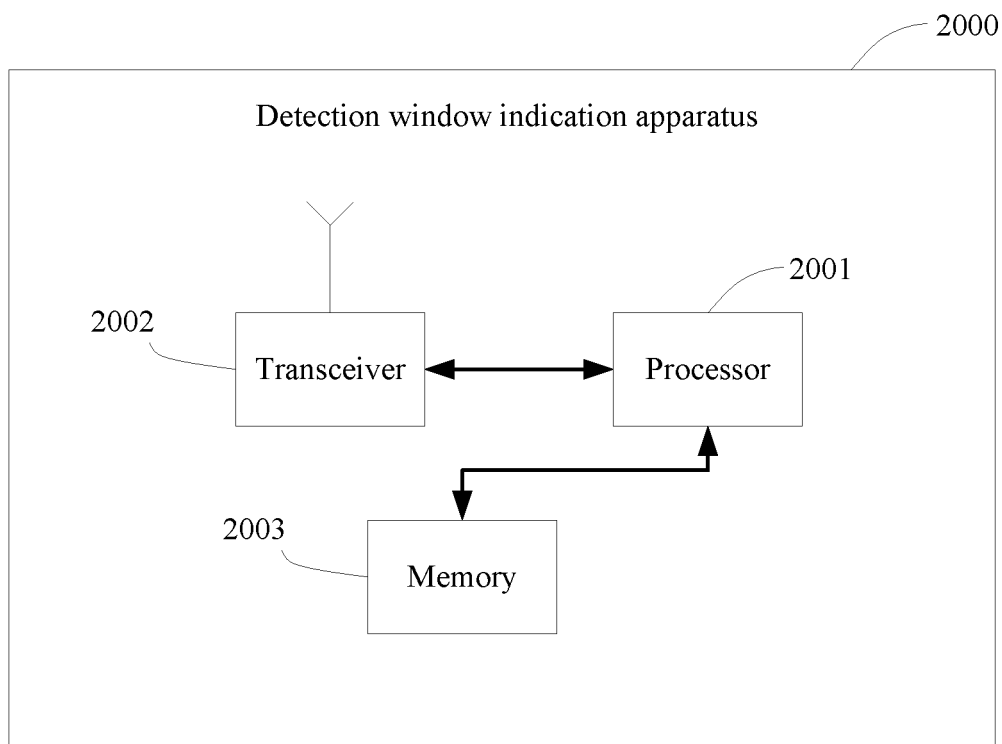 2000
Detection window indication apparatus
2001
2002
Transceiver
Processor
2003
Memory